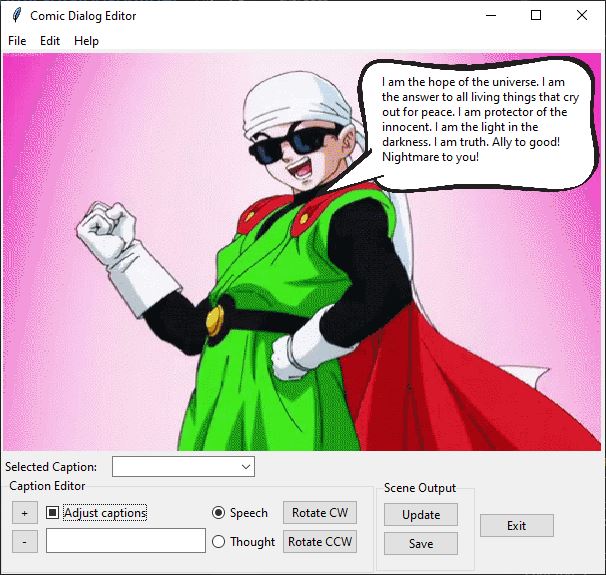 Comic Dialog Editor
File Edit Help
I am the hope of the universe. I am
the answer to all living things that cry
out for peace. I am protector of the
innocent. I am the light in the
darkness. I am truth. Ally to good!
Nightmare to you!
Selected Caption:
Caption Editor
+ Adjust captions Speech Rotate CW
- Thought Rotate CCW
Scene Output
Update
Save
Exit